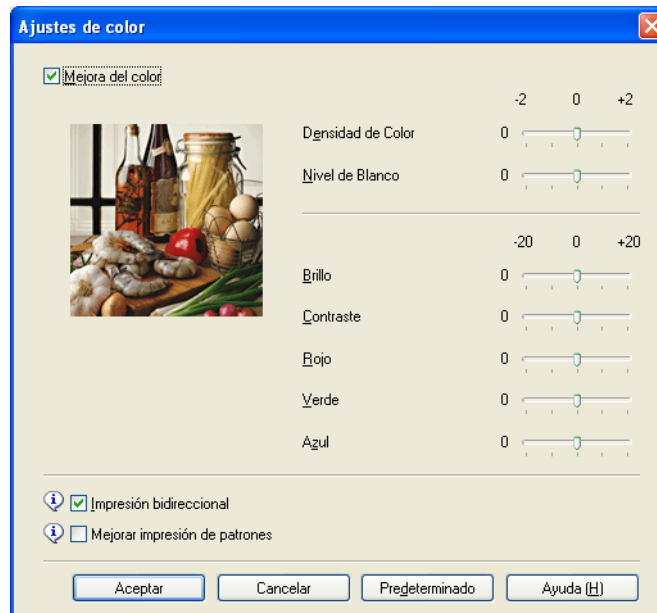 Ajustes de color
Mejora del color
-2 0 +2
Densidad de Color 0
Nivel de Blanco 0
-20 0 +20
Brillo 0
Contraste 0
Rojo 0
Verde 0
Azul 0
Impresión bidireccional
Mejorar impresión de patrones
Aceptar Cancelar Predeterminado Ayuda (H)